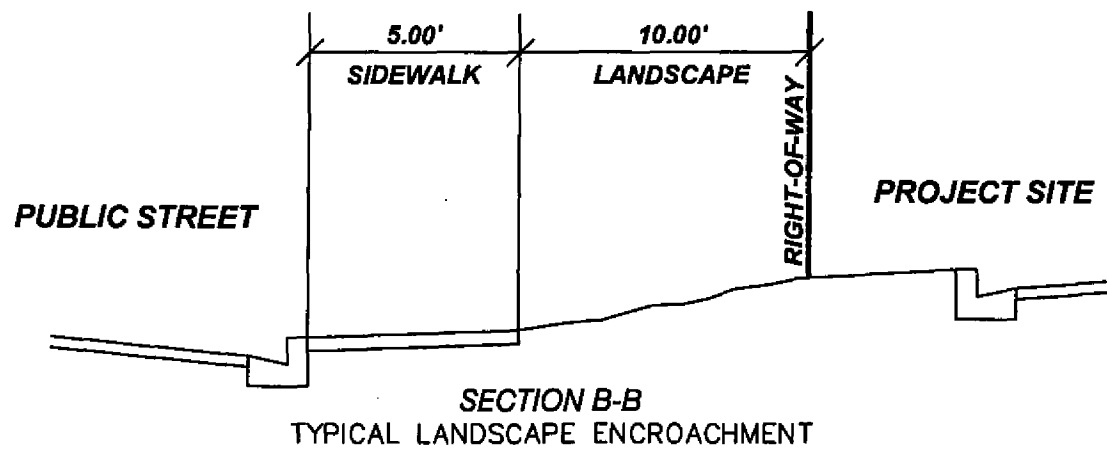 5.00'
10.00'
SIDEWALK
LANDSCAPE
RIGHT-OF-WAY
PUBLIC STREET
PROJECT SITE
SECTION B-B
TYPICAL LANDSCAPE ENCROACHMENT